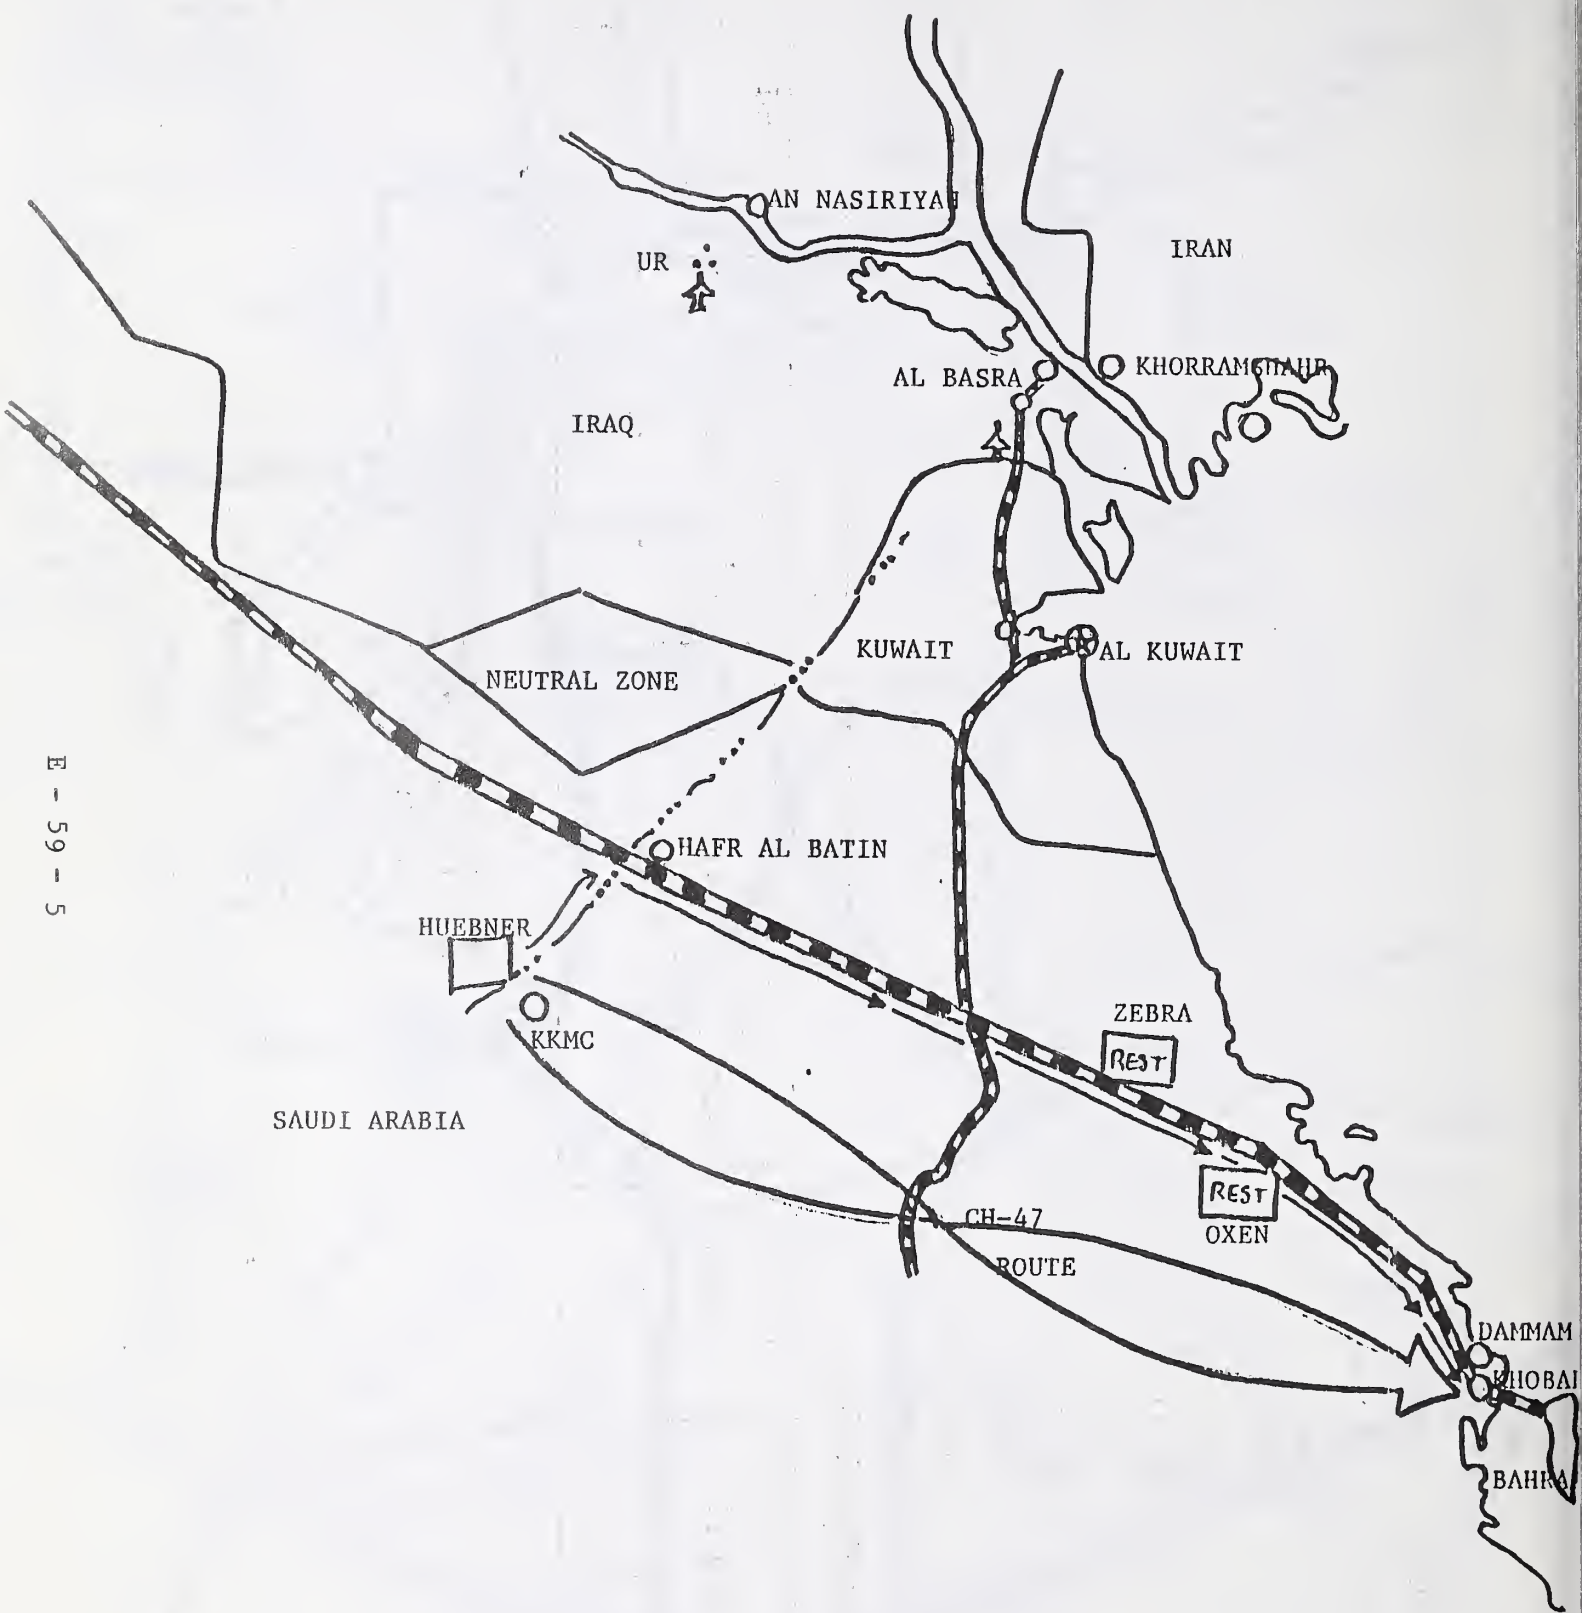 AN NASIRIYAH
UR
IRAN
AL BASRA
KHORRAMSHAHR
IRAQ
KUWAIT
AL KUWAIT
NEUTRAL ZONE
E - 59 - 5
HAFR AL BATIN
HUEBNER
ZEBRA
REST
KKMC
SAUDI ARABIA
REST
OXEN
CH-47
ROUTE
DAMMAM
KHOBAI
BAHRA